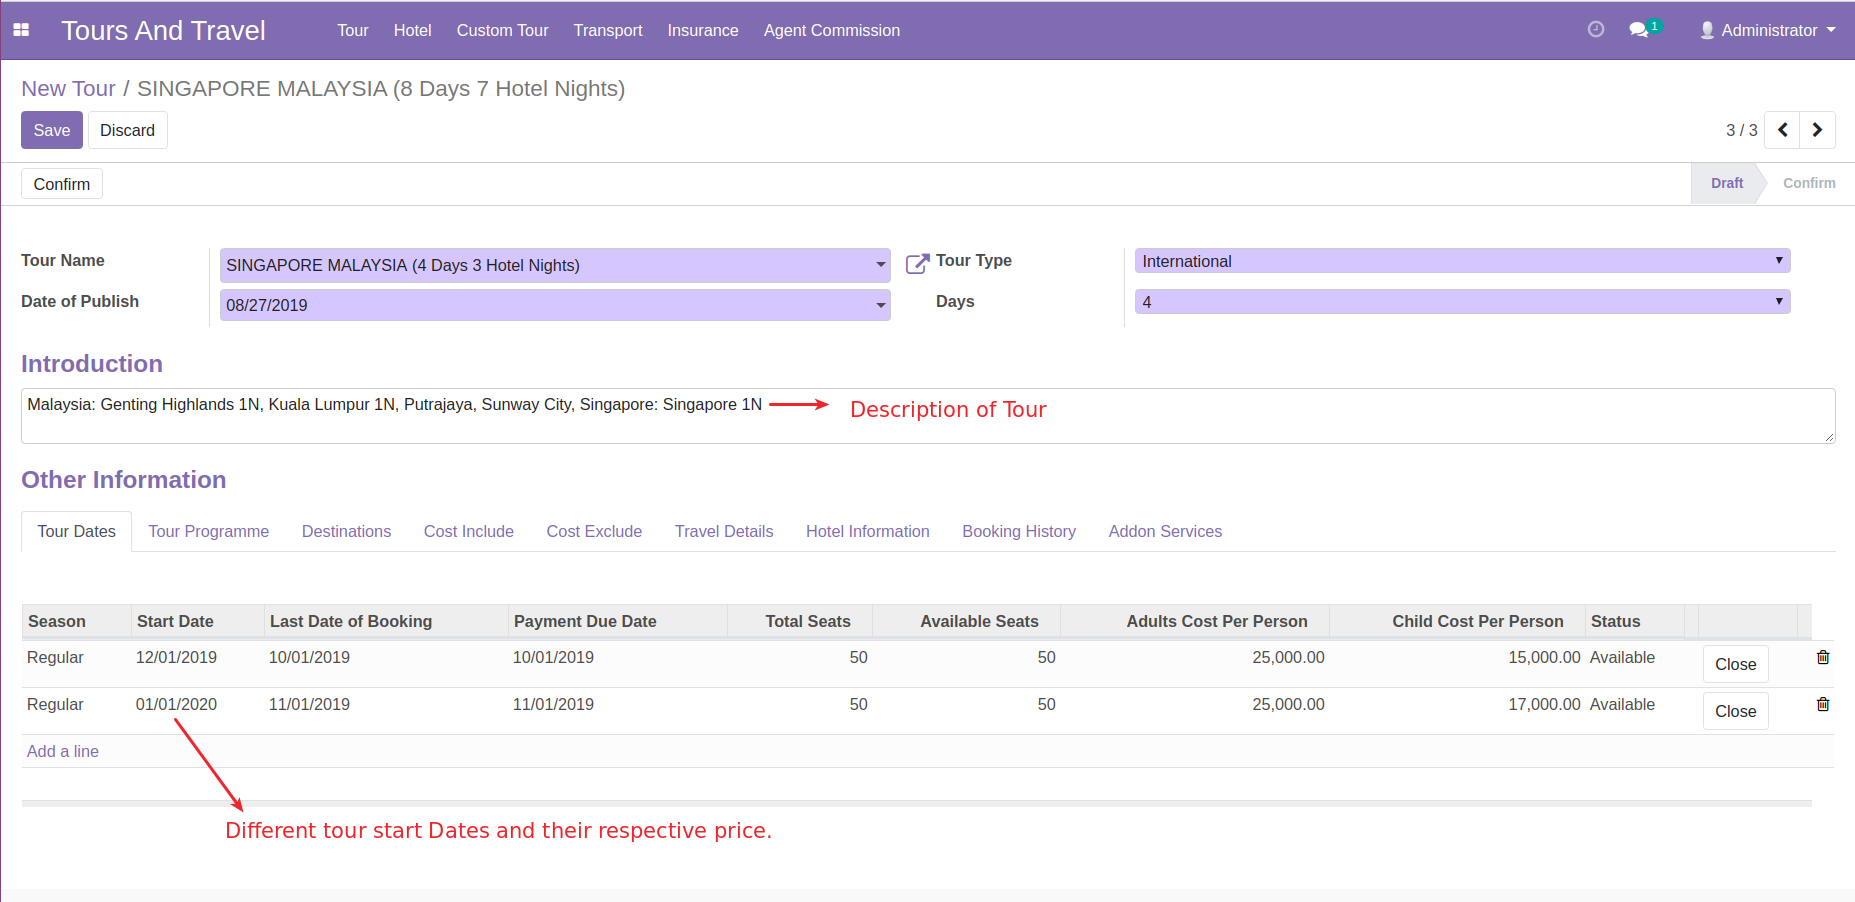 Tours And Travel Tour Hotel Custom Tour Transport Insurance Agent Commission 1 Administrator
New Tour / SINGAPORE MALAYSIA (8 Days 7 Hotel Nights)
Save Discard 3 / 3
Confirm Draft Confirm
Tour Name SINGAPORE MALAYSIA (4 Days 3 Hotel Nights) Tour Type International
Date of Publish 08/27/2019 Days 4
Introduction
Malaysia: Genting Highlands 1N, Kuala Lumpur 1N, Putrajaya, Sunway City, Singapore: Singapore 1N Description of Tour
Other Information
Tour Dates Tour Programme Destinations Cost Include Cost Exclude Travel Details Hotel Information Booking History Addon Services
Season Start Date Last Date of Booking Payment Due Date Total Seats Available Seats Adults Cost Per Person Child Cost Per Person Status
Regular 12/01/2019 10/01/2019 10/01/2019 50 50 25,000.00 15,000.00 Available Close
Regular 01/01/2020 11/01/2019 11/01/2019 50 50 25,000.00 17,000.00 Available Close
Add a line
Different tour start Dates and their respective price.